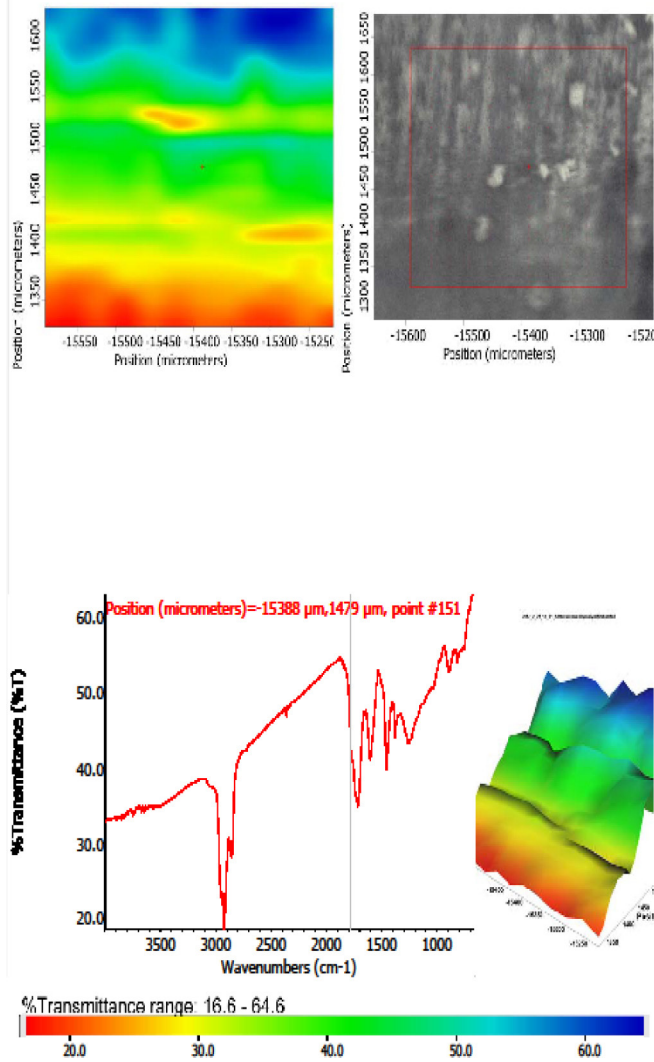 1600
1550
1500
1450
1400
1350
Position (micrometers)
-15550 -15500 -15450 -15400 -15350 -15300 -15250
Position (micrometers)
1650
1600
1550
1500
1450
1400
1350
1300
Position (micrometers)
-15600 -15500 -15400 -15300 -1520
Position (micrometers)
Position (micrometers)=-15388 µm,1479 µm, point #151
60.0
50.0
40.0
30.0
20.0
%Transmittance (%T)
3500 3000 2500 2000 1500 1000
Wavenumbers (cm-1)
%Transmittance range: 16.6 - 64.6
20.0 30.0 40.0 50.0 60.0